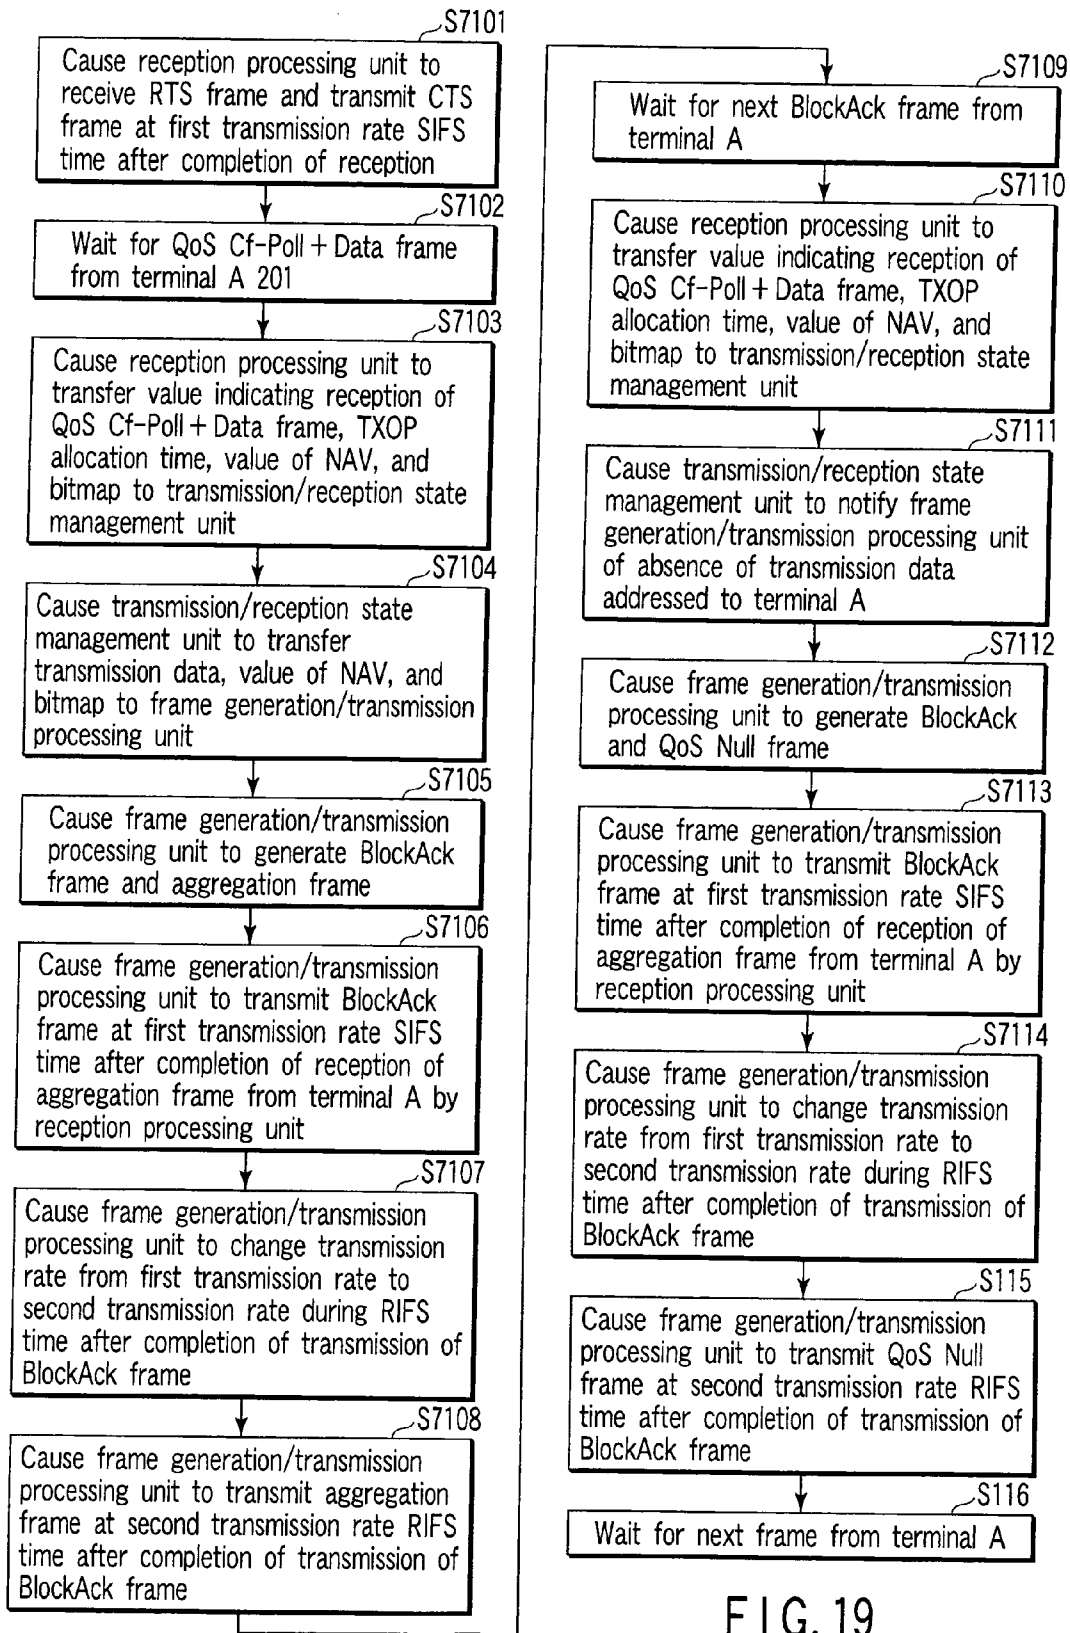 S7101
Cause reception processing unit to
receive RTS frame and transmit CTS
frame at first transmission rate SIFS
time after completion of reception
S7102
Wait for QoS Cf-Poll + Data frame
from terminal A 201
S7103
Cause reception processing unit to
transfer value indicating reception of
QoS Cf-Poll + Data frame, TXOP
allocation time, value of NAV, and
bitmap to transmission/reception state
management unit
S7104
Cause transmission/reception state
management unit to transfer
transmission data, value of NAV, and
bitmap to frame generation/transmission
processing unit
S7105
Cause frame generation/transmission
processing unit to generate BlockAck
frame and aggregation frame
S7106
Cause frame generation/transmission
processing unit to transmit BlockAck
frame at first transmission rate SIFS
time after completion of reception of
aggregation frame from terminal A by
reception processing unit
S7107
Cause frame generation/transmission
processing unit to change transmission
rate from first transmission rate to
second transmission rate during RIFS
time after completion of transmission of
BlockAck frame
S7108
Cause frame generation/transmission
processing unit to transmit aggregation
frame at second transmission rate RIFS
time after completion of transmission of
BlockAck frame
S7109
Wait for next BlockAck frame from
terminal A
S7110
Cause reception processing unit to
transfer value indicating reception of
QoS Cf-Poll + Data frame, TXOP
allocation time, value of NAV, and
bitmap to transmission/reception state
management unit
S7111
Cause transmission/reception state
management unit to notify frame
generation/transmission processing unit
of absence of transmission data
addressed to terminal A
S7112
Cause frame generation/transmission
processing unit to generate BlockAck
and QoS Null frame
S7113
Cause frame generation/transmission
processing unit to transmit BlockAck
frame at first transmission rate SIFS
time after completion of reception of
aggregation frame from terminal A by
reception processing unit
S7114
Cause frame generation/transmission
processing unit to change transmission
rate from first transmission rate to
second transmission rate during RIFS
time after completion of transmission of
BlockAck frame
S115
Cause frame generation/transmission
processing unit to transmit QoS Null
frame at second transmission rate RIFS
time after completion of transmission of
BlockAck frame
S116
Wait for next frame from terminal A
FIG. 19